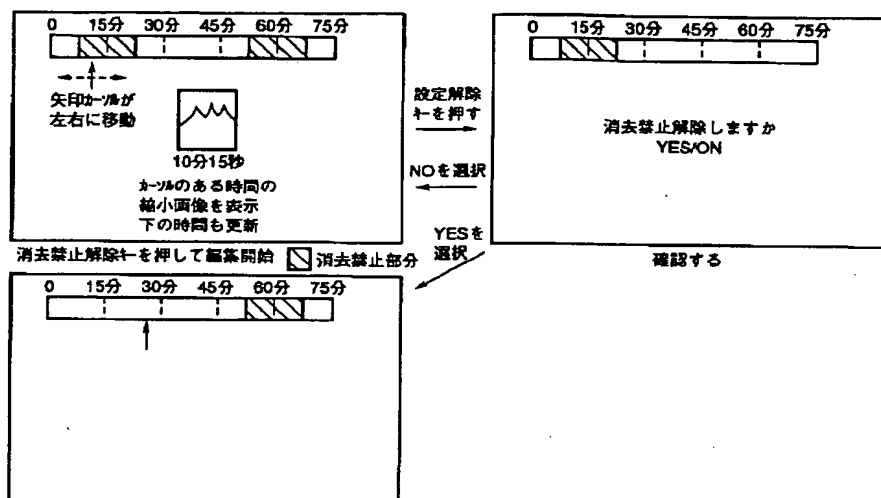 0 15分 30分 45分 60分 75分
矢印ｶｰｿﾙが
左右に移動
10分15秒
ｶｰｿﾙのある時間の
縮小画像を表示
下の時間も更新
消去禁止解除キーを押して編集開始
消去禁止部分
設定解除
キーを押す
NOを選択
YESを
選択
0 15分 30分 45分 60分 75分
消去禁止解除しますか
YES/ON
確認する
0 15分 30分 45分 60分 75分